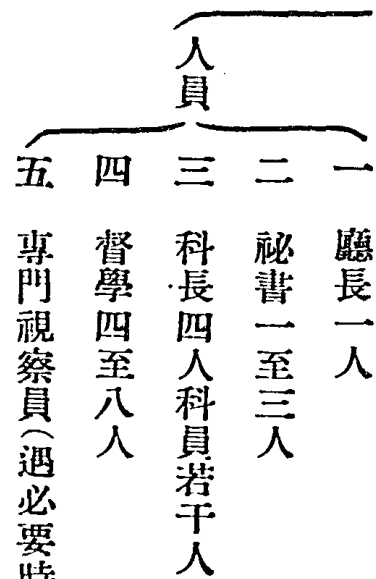 人員
一 廳長一人
二 祕書一至三人
三 科長四人科員若干人
四 督學四至八人
五 專門視察員(遇必要時